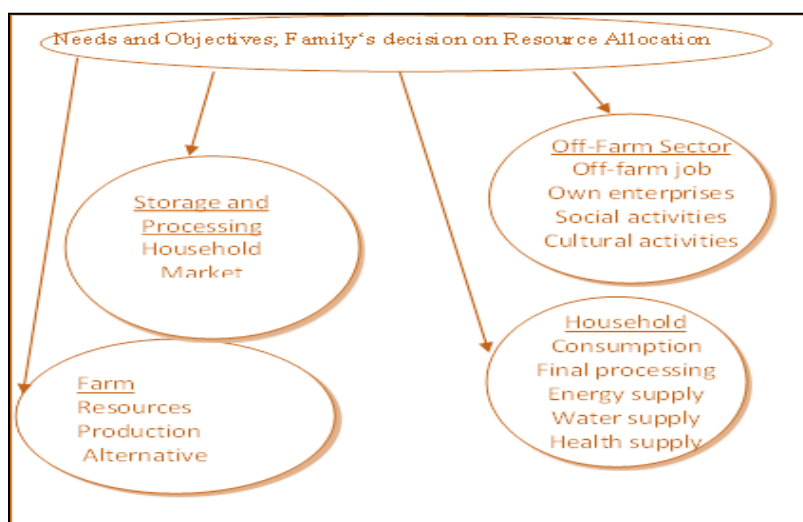 Needs and Objectives; Family's decision on Resource Allocation
Off-Farm Sector
Off-farm job
Own enterprises
Social activities
Cultural activities
Storage and
Processing
Household
Market
Household
Consumption
Final processing
Energy supply
Water supply
Health supply
Farm
Resources
Production
Alternative